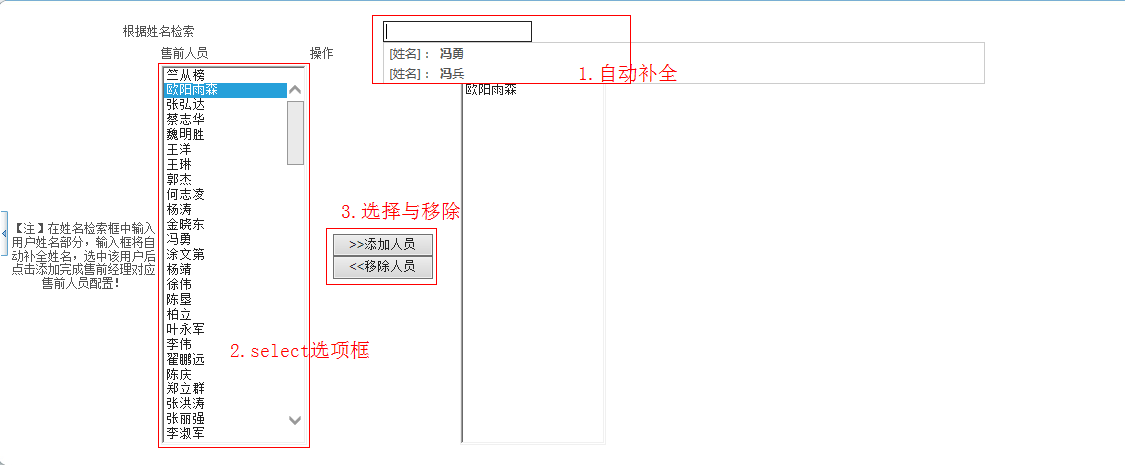 根据姓名检索
售前人员
操作
[姓名]： 冯勇
[姓名]： 冯兵
1.自动补全
竺从榜
欧阳雨森
张弘达
蔡志华
魏明胜
王洋
王琳
郭杰
何志凌
杨涛
金晓东
冯勇
涂文第
杨靖
徐伟
陈垦
柏立
叶永军
李伟
翟鹏远
陈庆
郑立群
张洪涛
张丽强
李淑军
欧阳雨森
【注】在姓名检索框中输入
用户姓名部分，输入框将自
动补全姓名，选中该用户后
点击添加完成售前经理对应
售前人员配置！
3.选择与移除
>>添加人员
<<移除人员
2.select选项框